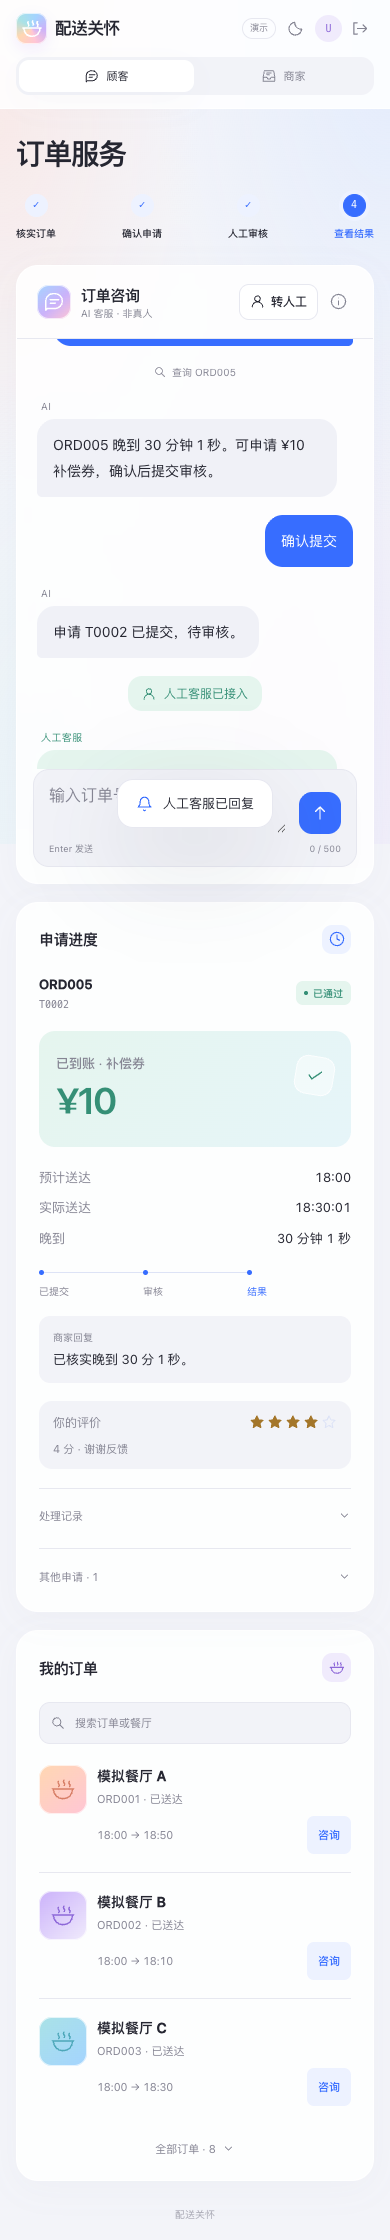 配送关怀
演示
U
顾客
商家
订单服务
✓
✓
✓
4
核实订单
确认申请
人工审核
查看结果
订单咨询
AI 客服 · 非真人
转人工
查询 ORD005
AI
ORD005 晚到 30 分钟 1 秒。可申请 ¥10
补偿券，确认后提交审核。
确认提交
AI
申请 T0002 已提交，待审核。
人工客服已接入
人工客服
输入订单
人工客服已回复
Enter 发送
0 / 500
申请进度
ORD005
T0002
已通过
已到账 · 补偿券
¥10
预计送达
18:00
实际送达
18:30:01
晚到
30 分钟 1 秒
已提交
审核
结果
商家回复
已核实晚到 30 分 1 秒。
你的评价
4 分 · 谢谢反馈
处理记录
其他申请 · 1
我的订单
搜索订单或餐厅
模拟餐厅 A
ORD001 · 已送达
18:00 → 18:50
咨询
模拟餐厅 B
ORD002 · 已送达
18:00 → 18:10
咨询
模拟餐厅 C
ORD003 · 已送达
18:00 → 18:30
咨询
全部订单 · 8
配送关怀